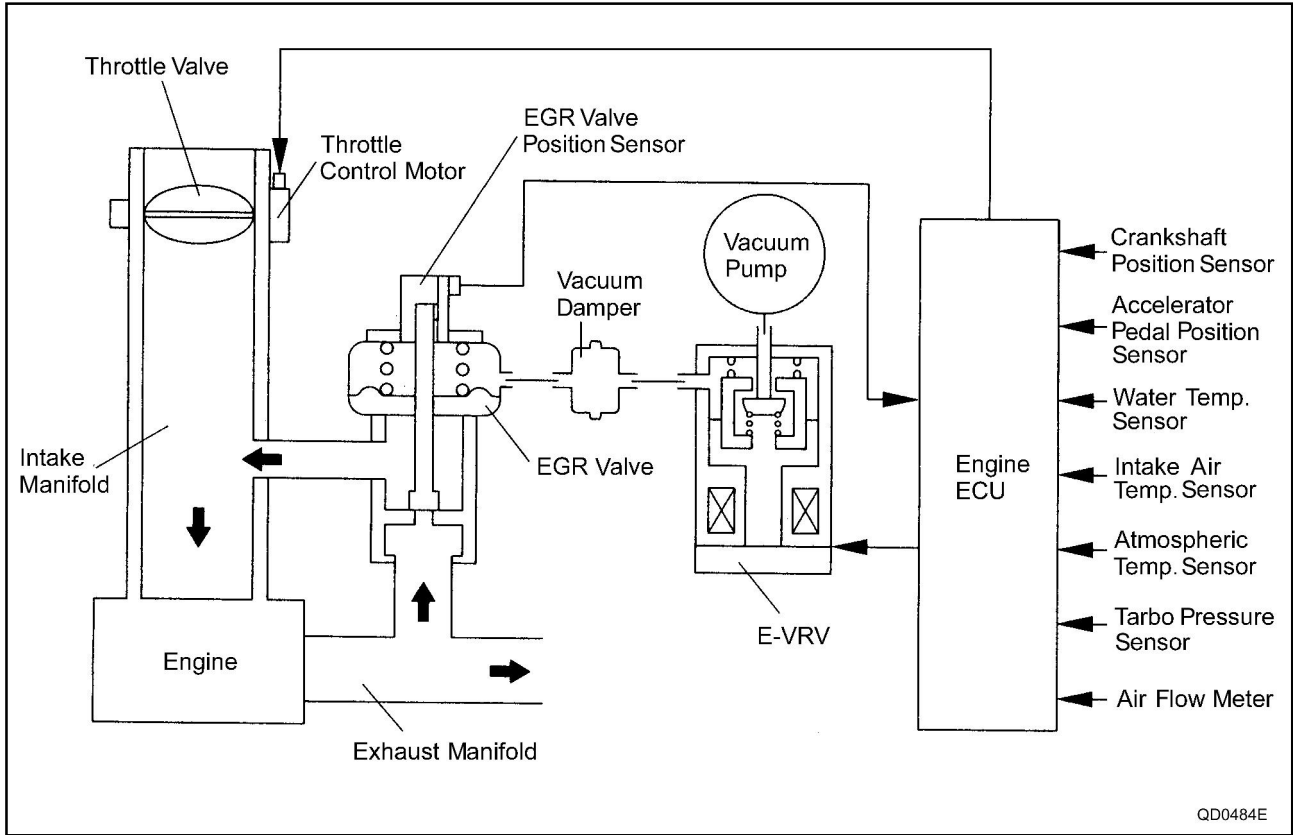 Throttle Valve
Throttle
Control Motor
EGR Valve
Position Sensor
Vacuum
Pump
Vacuum
Damper
Crankshaft
Position Sensor
Accelerator
Pedal Position
Sensor
Water Temp.
Sensor
Intake
Manifold
EGR Valve
Engine
ECU
Intake Air
Temp. Sensor
Atmospheric
Temp. Sensor
E-VRV
Tarbo Pressure
Sensor
Engine
Air Flow Meter
Exhaust Manifold
QD0484E